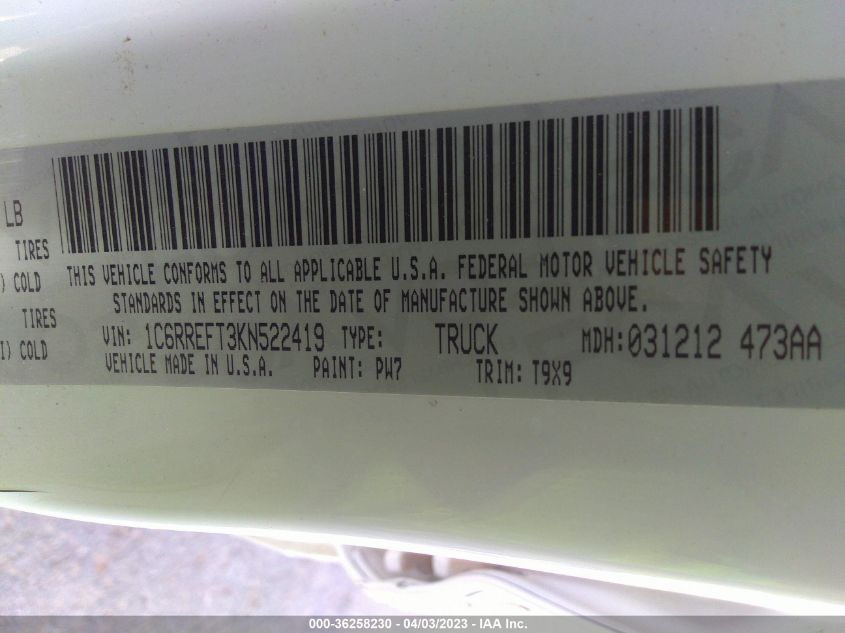 LB
TIRES
) COLD
TIRES
I) COLD
THIS VEHICLE CONFORMS TO ALL APPLICABLE U.S.A. FEDERAL MOTOR VEHICLE SAFETY
STANDARDS IN EFFECT ON THE DATE OF MANUFACTURE SHOWN ABOVE.
VIN: 1C6RREFT3KN522419 TYPE: TRUCK MDH:031212 473AA
VEHICLE MADE IN U.S.A. PAINT: PW7 TRIM: T9X9
000-36258230 - 04/03/2023 - IAA Inc.